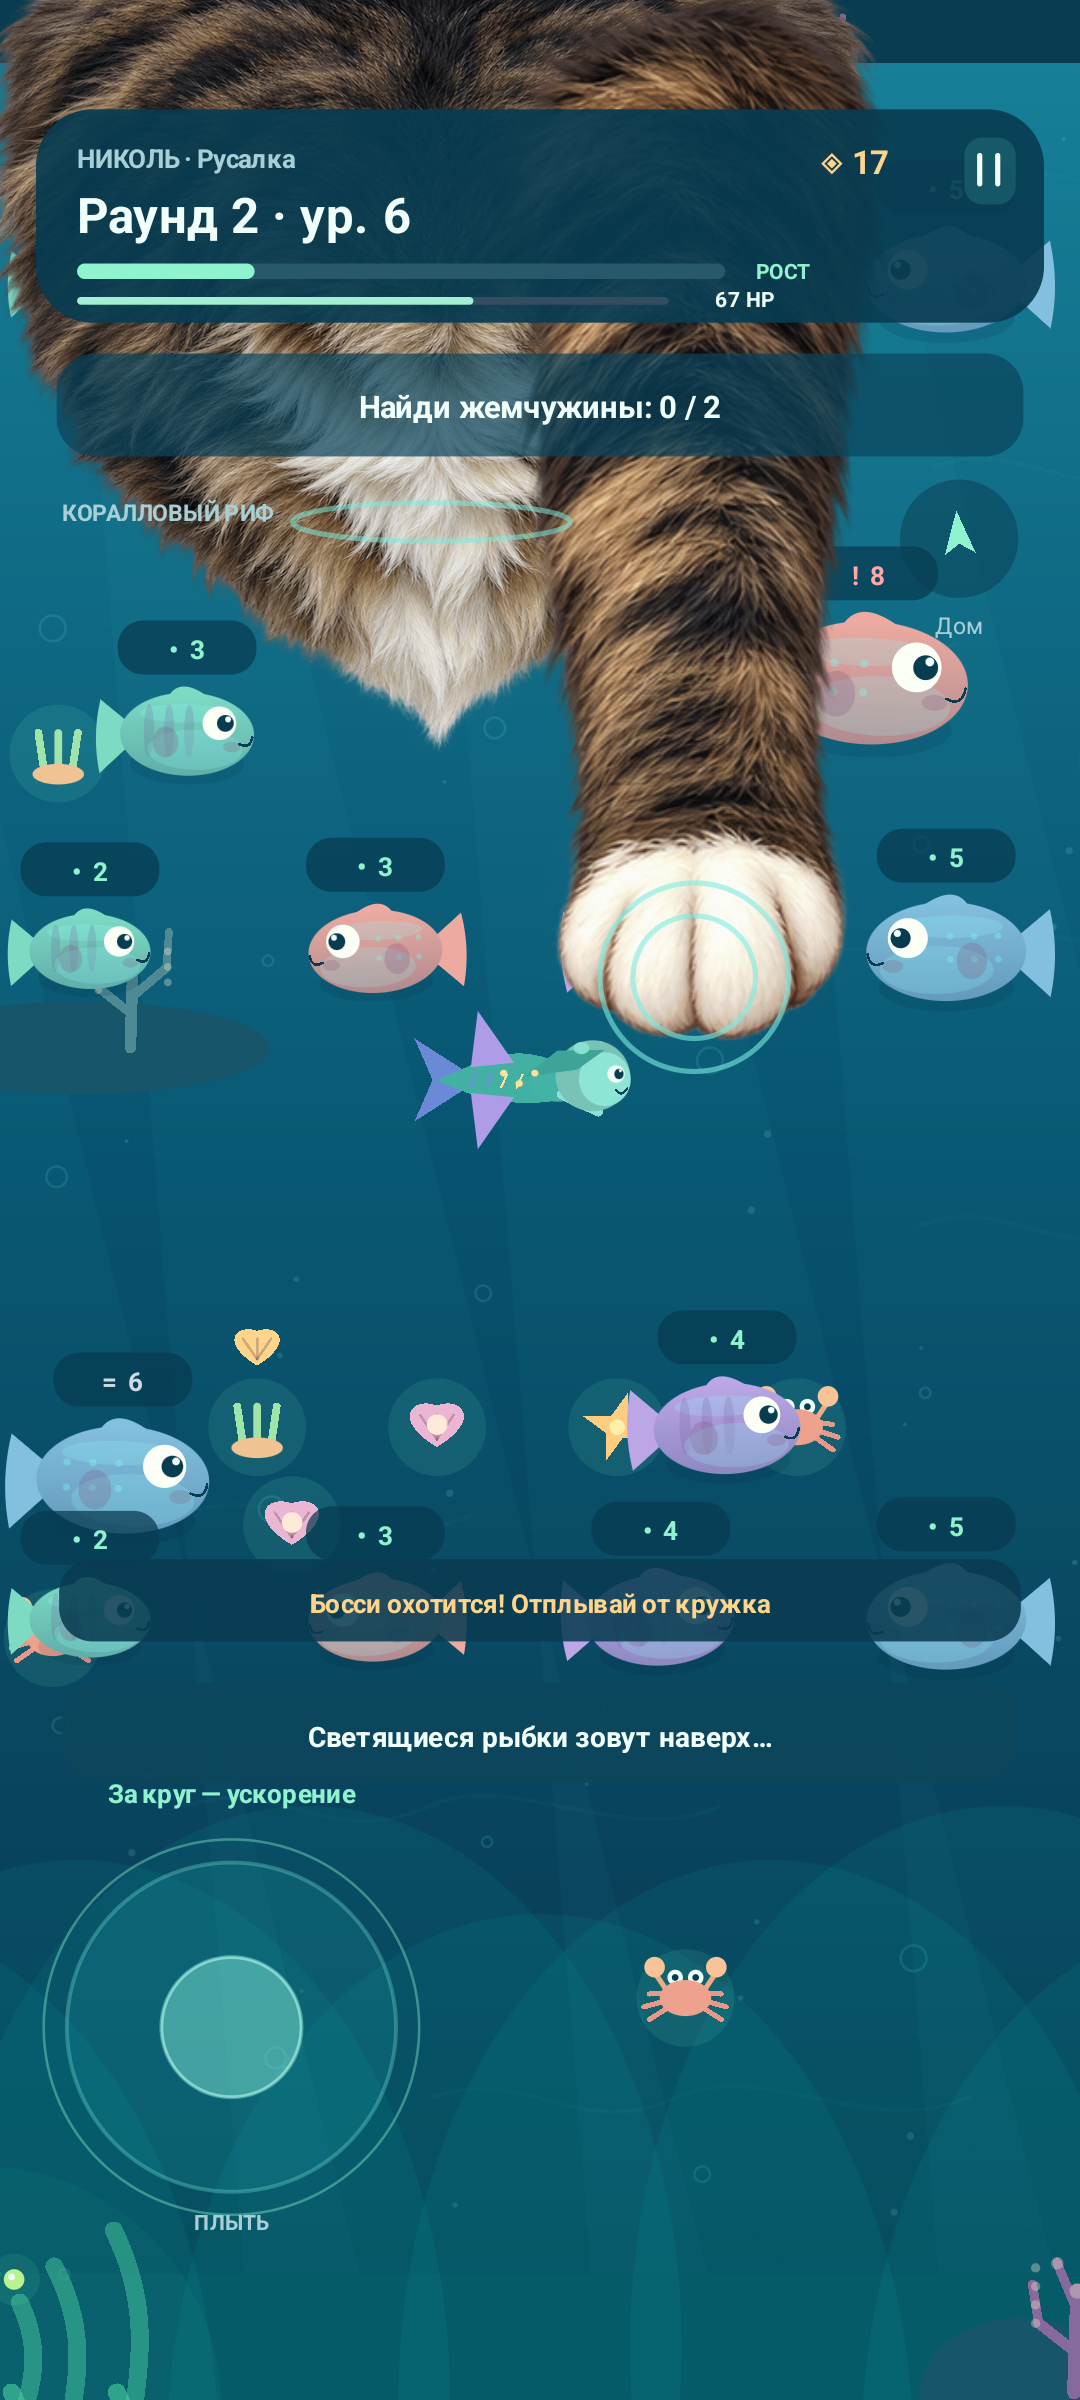 НИКОЛЬ · Русалка
17
Раунд 2 · ур. 6
РОСТ
67 HP
Найди жемчужины: 0 / 2
КОРАЛЛОВЫЙ РИФ
! 8
Дом
• 3
• 2
• 3
• 5
• 4
= 6
• 2
• 3
• 4
• 5
Босси охотится! Отплывай от кружка
Светящиеся рыбки зовут наверх...
За круг — ускорение
ПЛЫТЬ